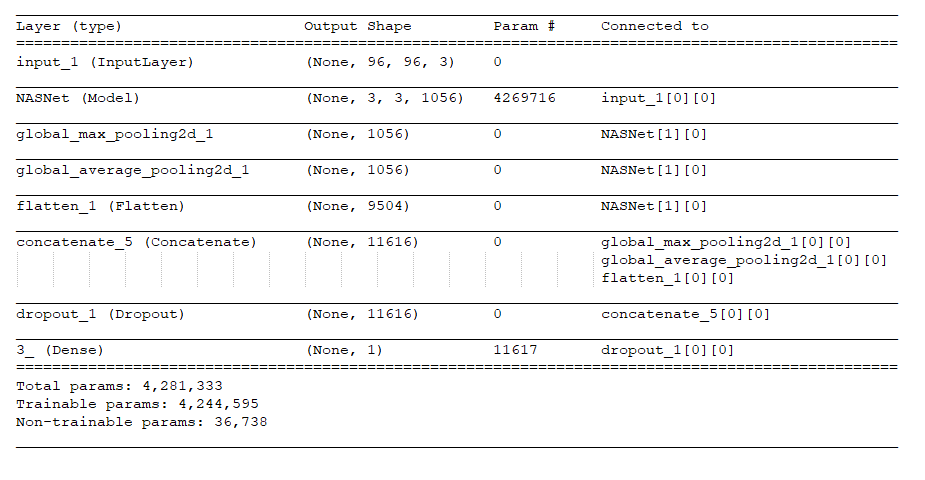 Layer (type) Output Shape Param # Connected to
==================================================================================================
input_1 (InputLayer) (None, 96, 96, 3) 0
NASNet (Model) (None, 3, 3, 1056) 4269716 input_1[0][0]
global_max_pooling2d_1 (None, 1056) 0 NASNet[1][0]
global_average_pooling2d_1 (None, 1056) 0 NASNet[1][0]
flatten_1 (Flatten) (None, 9504) 0 NASNet[1][0]
concatenate_5 (Concatenate) (None, 11616) 0 global_max_pooling2d_1[0][0]
global_average_pooling2d_1[0][0]
flatten_1[0][0]
dropout_1 (Dropout) (None, 11616) 0 concatenate_5[0][0]
3_ (Dense) (None, 1) 11617 dropout_1[0][0]
==================================================================================================
Total params: 4,281,333
Trainable params: 4,244,595
Non-trainable params: 36,738